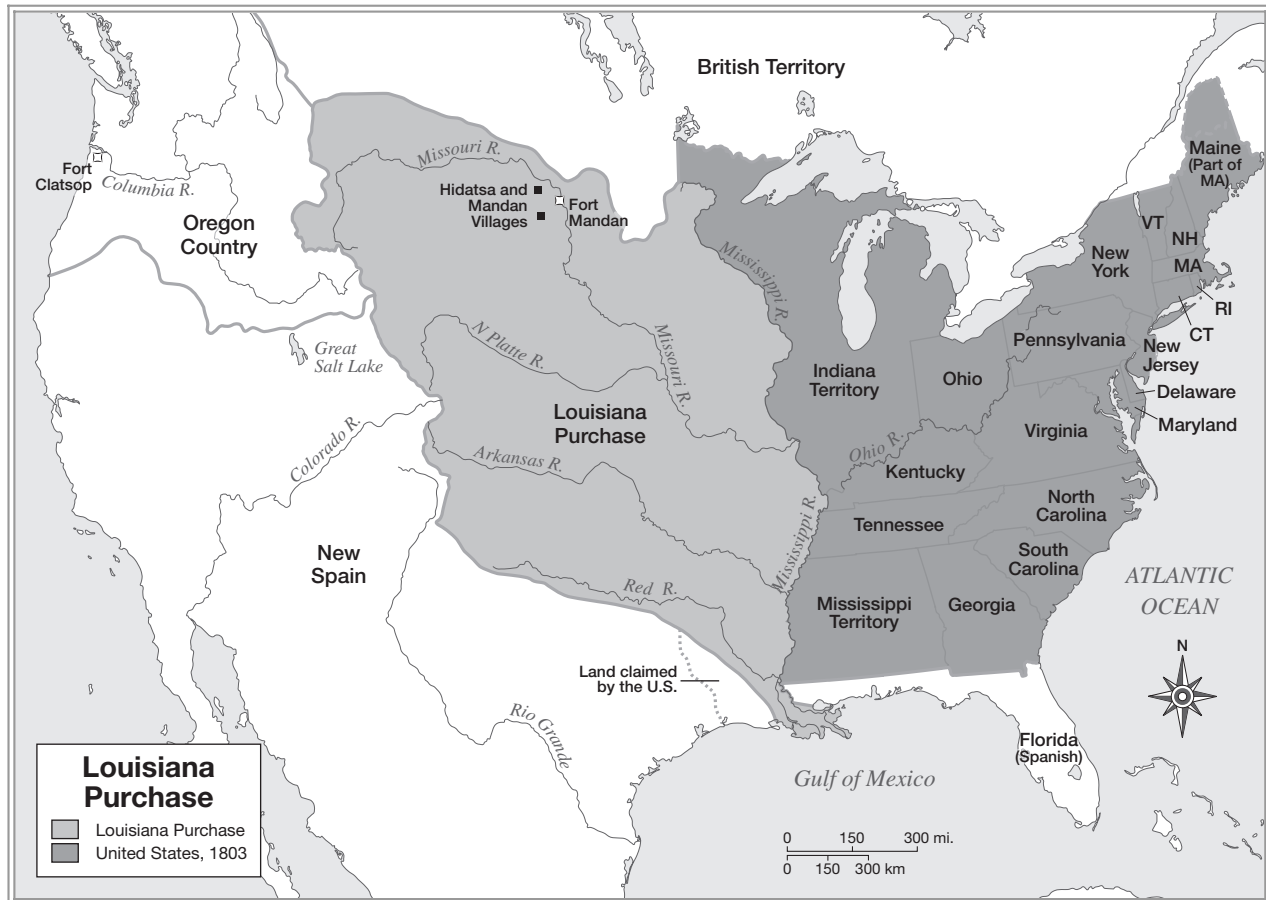 British Territory
Maine
(Part of
MA)
Missouri R.
Fort
Clatsop
Columbia R.
Hidatsa and
Mandan
Villages
Fort
Mandan
Oregon
Country
VT
NH
New
York
MA
Mississippi R.
RI
CT
N Platte R.
Missouri R.
Great
Salt Lake
Pennsylvania
New
Jersey
Indiana
Territory
Ohio
Delaware
Maryland
Louisiana
Purchase
Virginia
Colorado R.
Arkansas R.
Ohio R.
Kentucky
North
Carolina
Tennessee
Mississippi R.
New
Spain
South
Carolina
ATLANTIC
OCEAN
Red R.
Mississippi
Territory
Georgia
N
Land claimed
by the U.S.
Rio Grande
Florida
(Spanish)
Gulf of Mexico
Louisiana
Purchase
Louisiana Purchase
United States, 1803
0 150 300 mi.
0 150 300 km